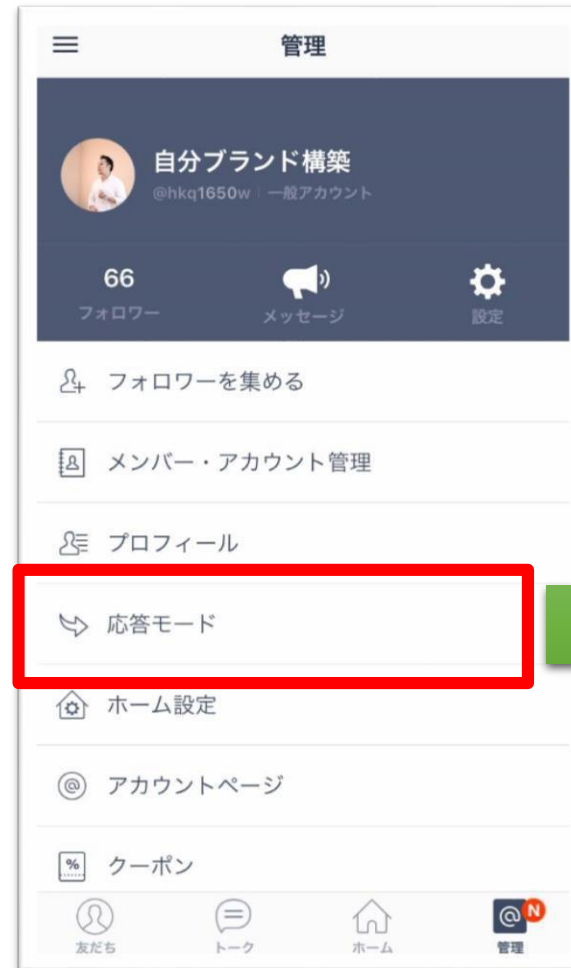 管理
自分ブランド構築
@hkq1650w 一般アカウント
66
フォロワー
メッセージ
設定
フォロワーを集める
メンバー・アカウント管理
プロフィール
応答モード
ホーム設定
アカウントページ
% クーポン
友だち
トーク
ホーム
@ N
管理